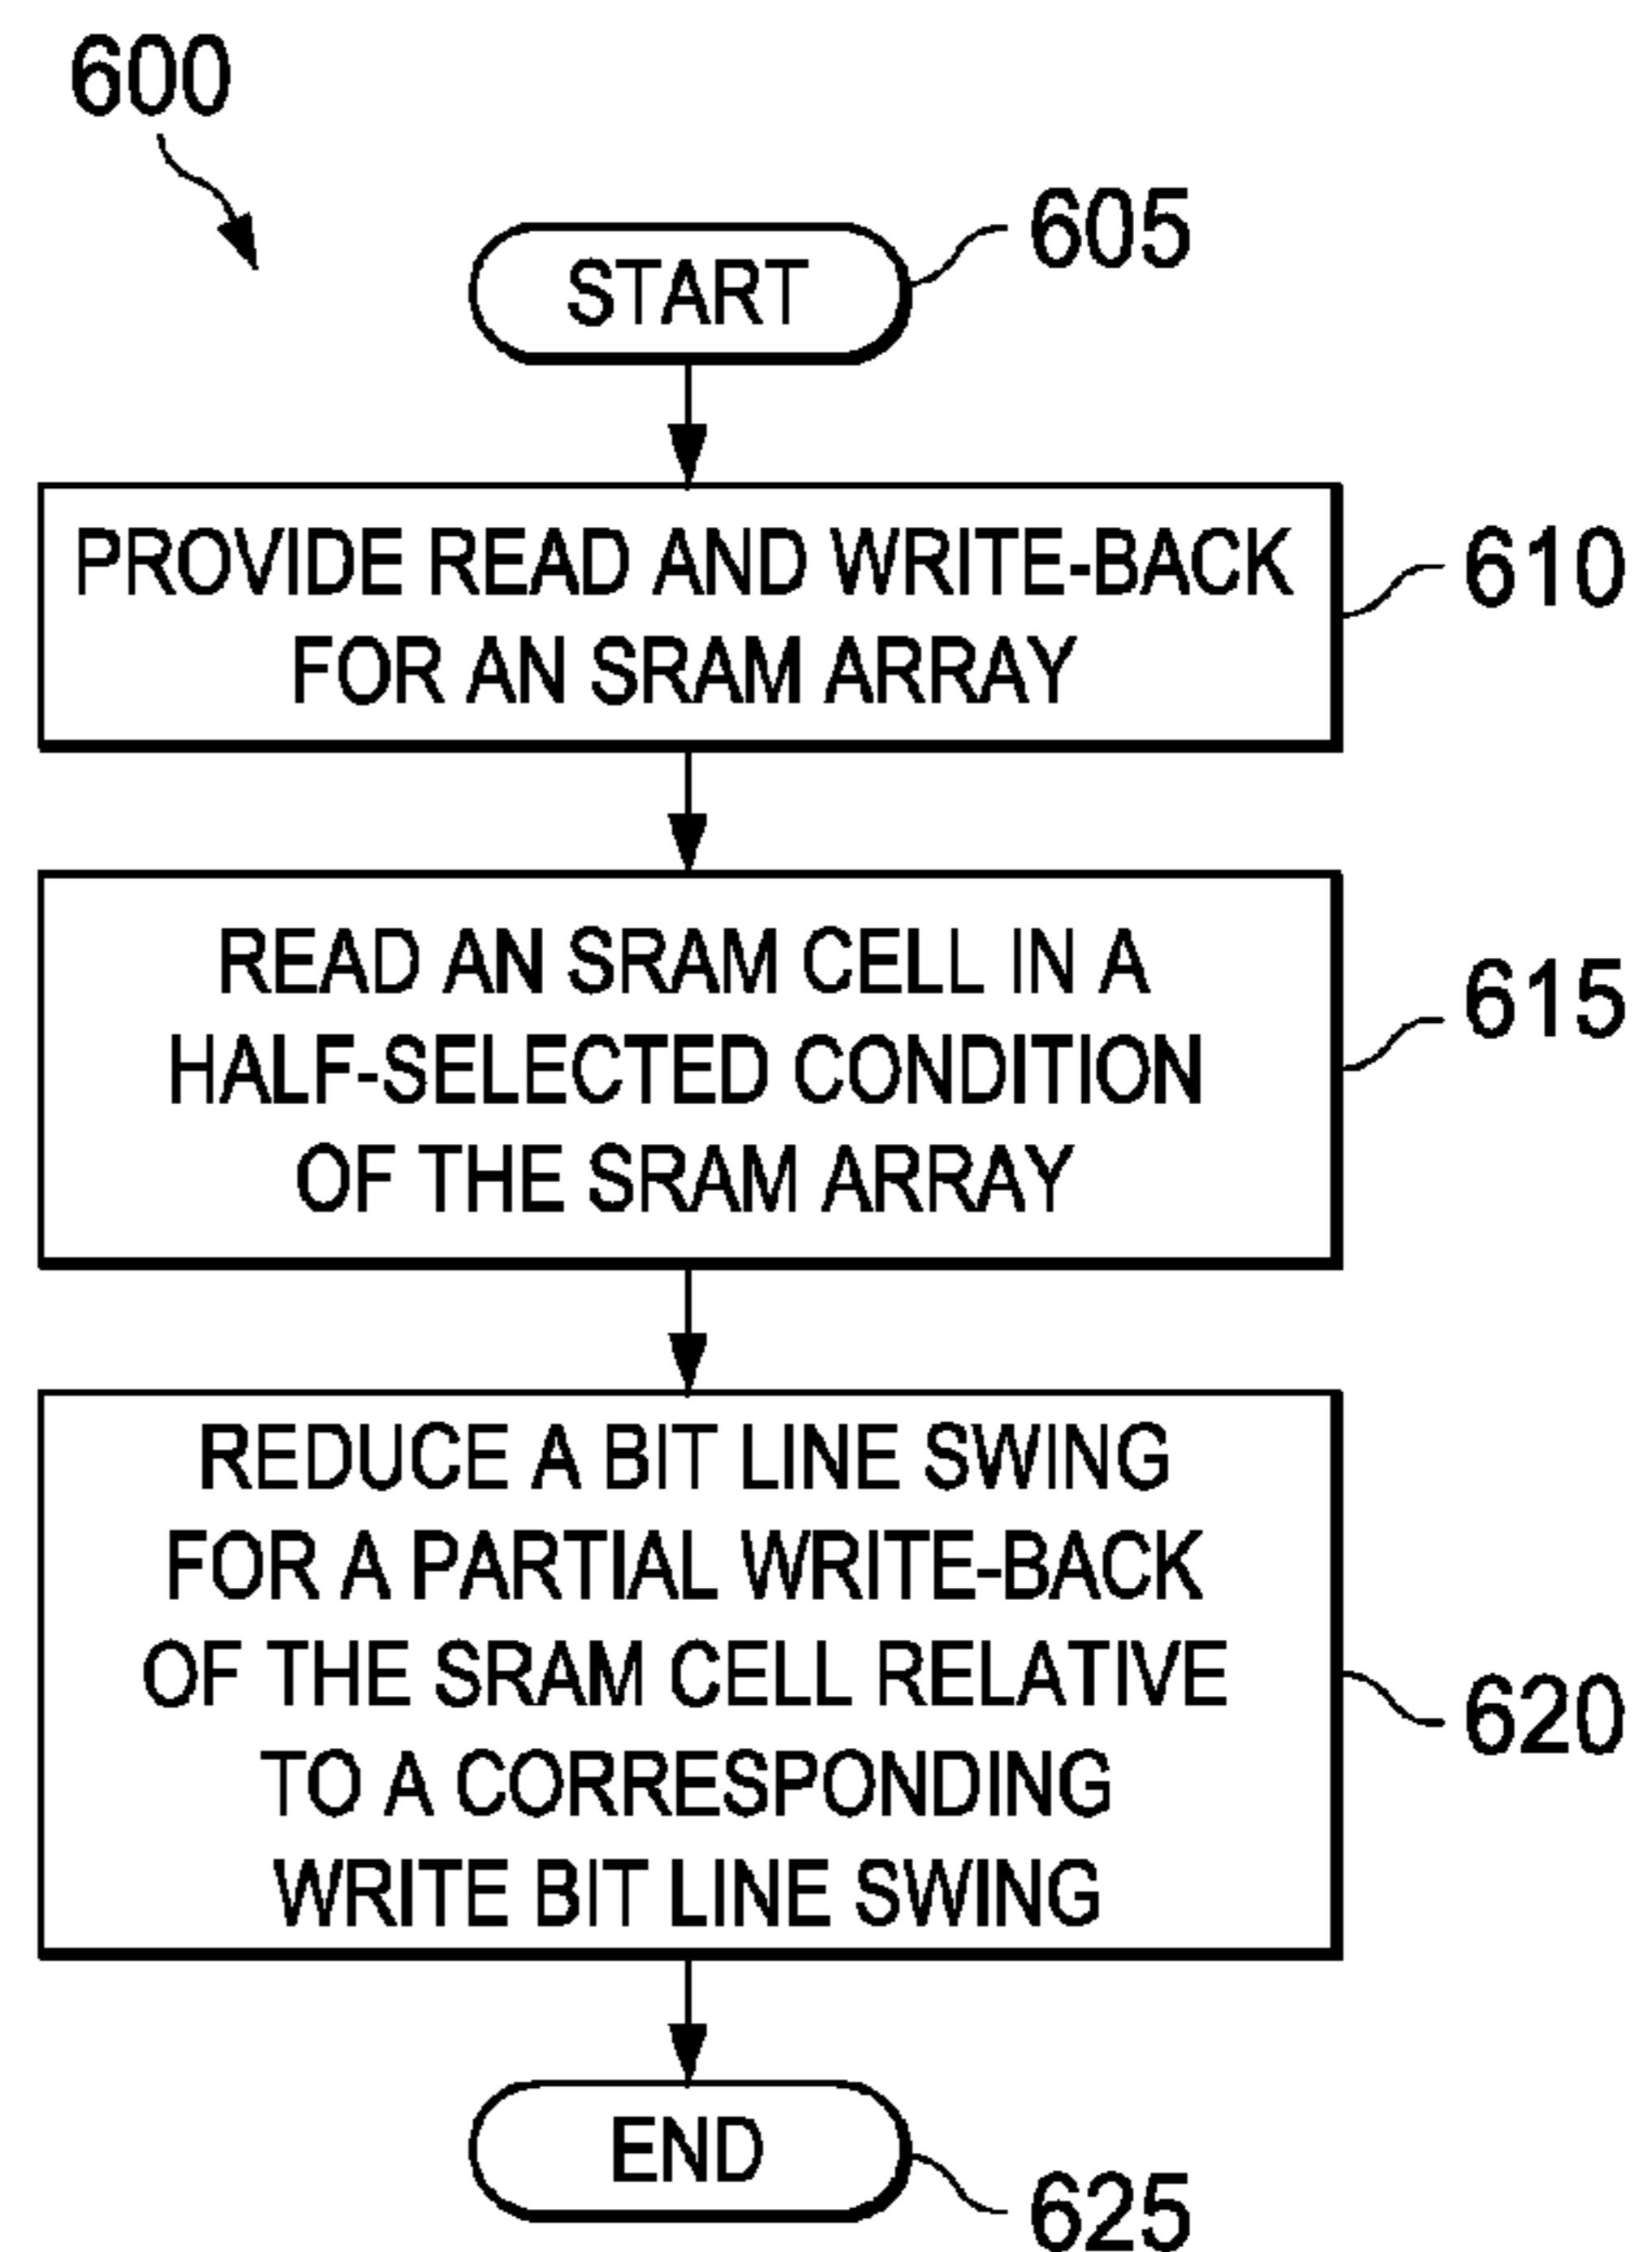 600
START
605
PROVIDE READ AND WRITE-BACK
FOR AN SRAM ARRAY
610
READ AN SRAM CELL IN A
HALF-SELECTED CONDITION
OF THE SRAM ARRAY
615
REDUCE A BIT LINE SWING
FOR A PARTIAL WRITE-BACK
OF THE SRAM CELL RELATIVE
TO A CORRESPONDING
WRITE BIT LINE SWING
620
END
625